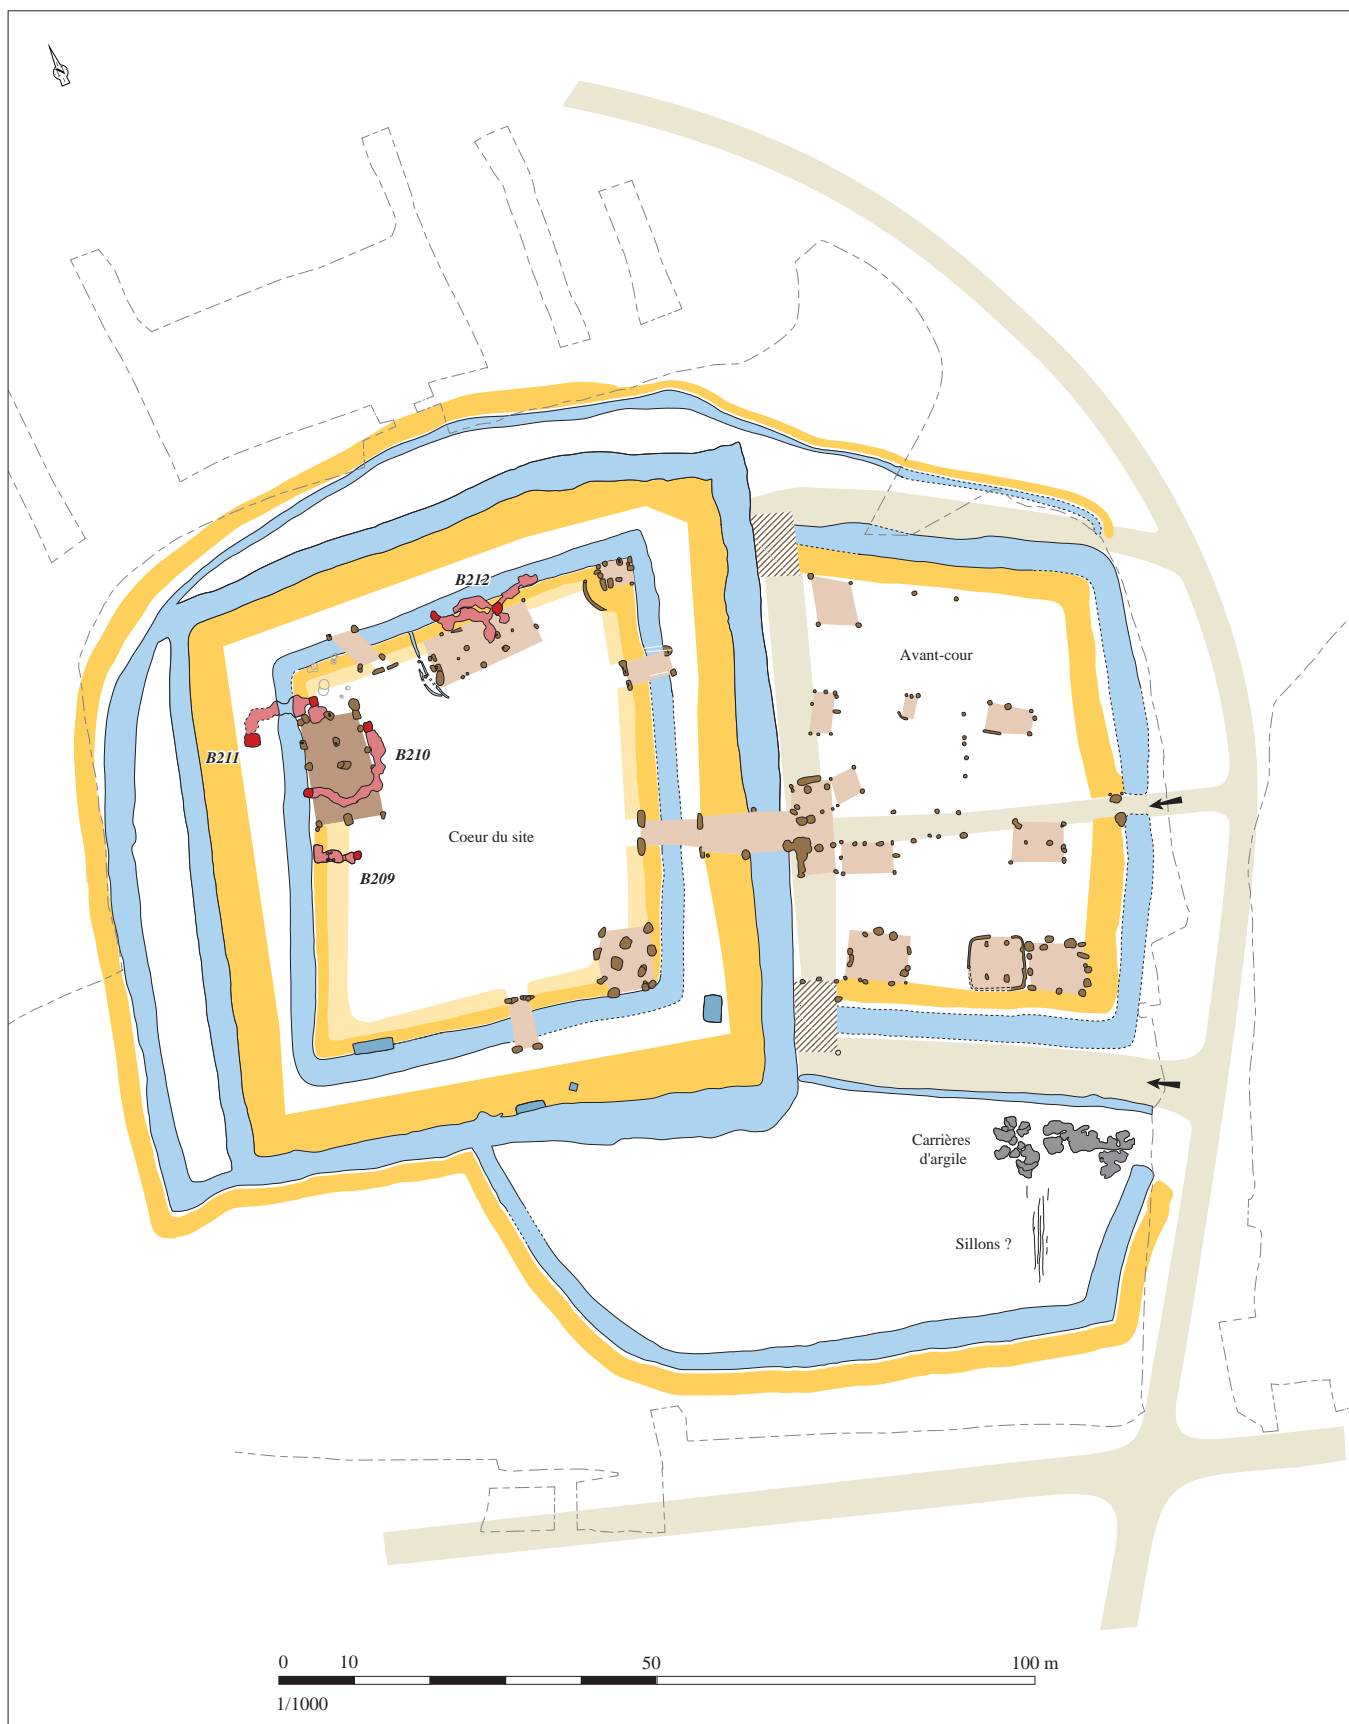 N
B212
Avant-cour
B211
B210
Coeur du site
B209
Carrières
d'argile
Sillons ?
0 10 50 100 m
1/1000